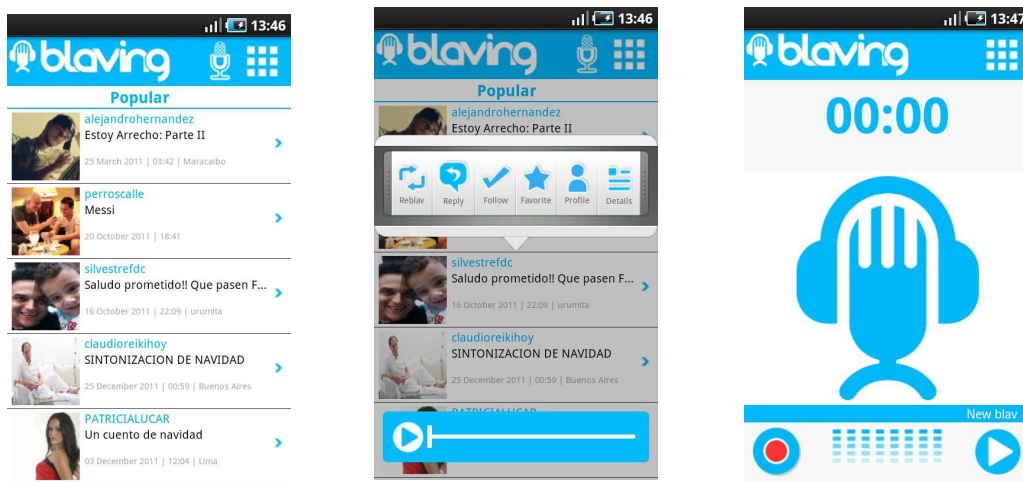 13:46
blaving
Popular
alejandrohernandez
Estoy Arrecho: Parte II
25 March 2011 | 03:42 | Maracaibo
perroscalle
Messi
20 October 2011 | 18:41
silvestrefdc
Saludo prometido!! Que pasen F...
16 October 2011 | 22:09 | urumita
claudioreikihoy
SINTONIZACION DE NAVIDAD
25 December 2011 | 00:59 | Buenos Aires
PATRICIALUCAR
Un cuento de navidad
03 December 2011 | 12:04 | Lima
13:46
blaving
Popular
alejandrohernandez
Estoy Arrecho: Parte II
Reblav Reply Follow Favorite Profile Details
silvestrefdc
Saludo prometido!! Que pasen F...
16 October 2011 | 22:09 | urumita
claudioreikihoy
SINTONIZACION DE NAVIDAD
25 December 2011 | 00:59 | Buenos Aires
PATRICIALUCAR
13:47
blaving
00:00
New blav